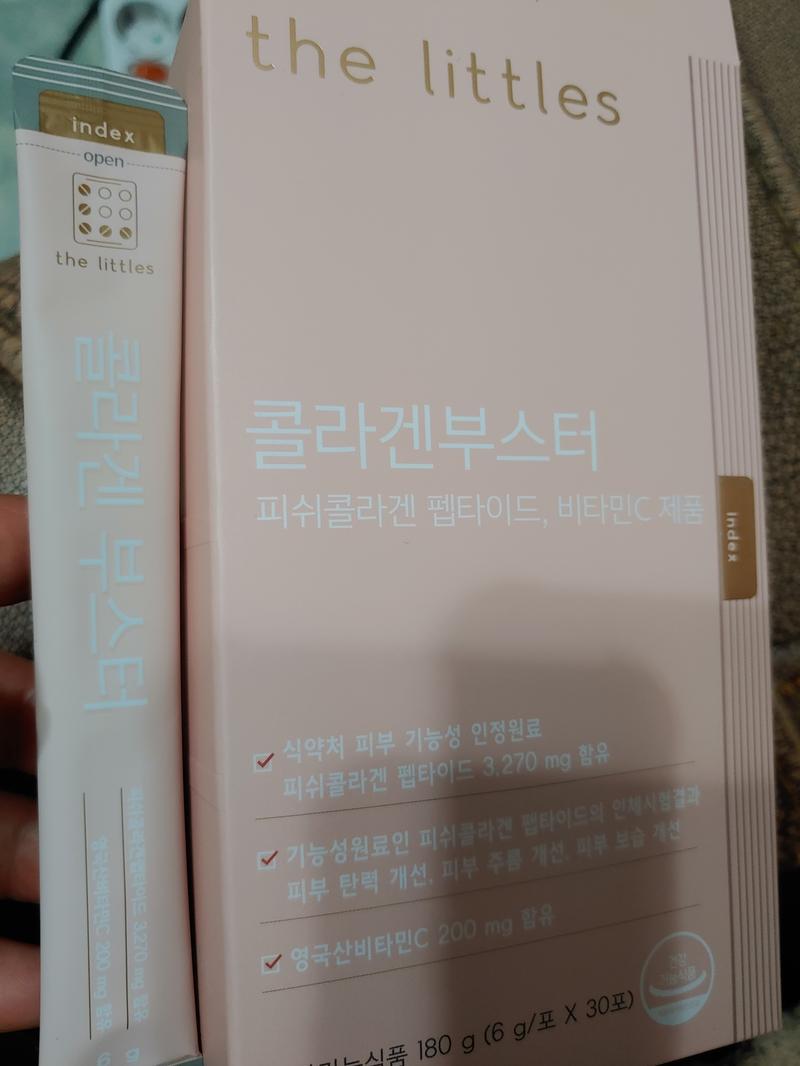 index
open
the littles
콜라겐 부스터
피쉬콜라겐펩타이드 3,270 mg 함유
영국산비타민C 200 mg 함유
the littles
콜라겐부스터
피쉬콜라겐 펩타이드, 비타민C 제품
index
식약처 피부 기능성 인정원료
피쉬콜라겐 펩타이드 3,270 mg 함유
기능성원료인 피쉬콜라겐 펩타이드의 인체시험결과
피부 탄력 개선, 피부 주름 개선, 피부 보습 개선
영국산비타민C 200 mg 함유
건강
기능식품
180 g (6 g/포 X 30포)